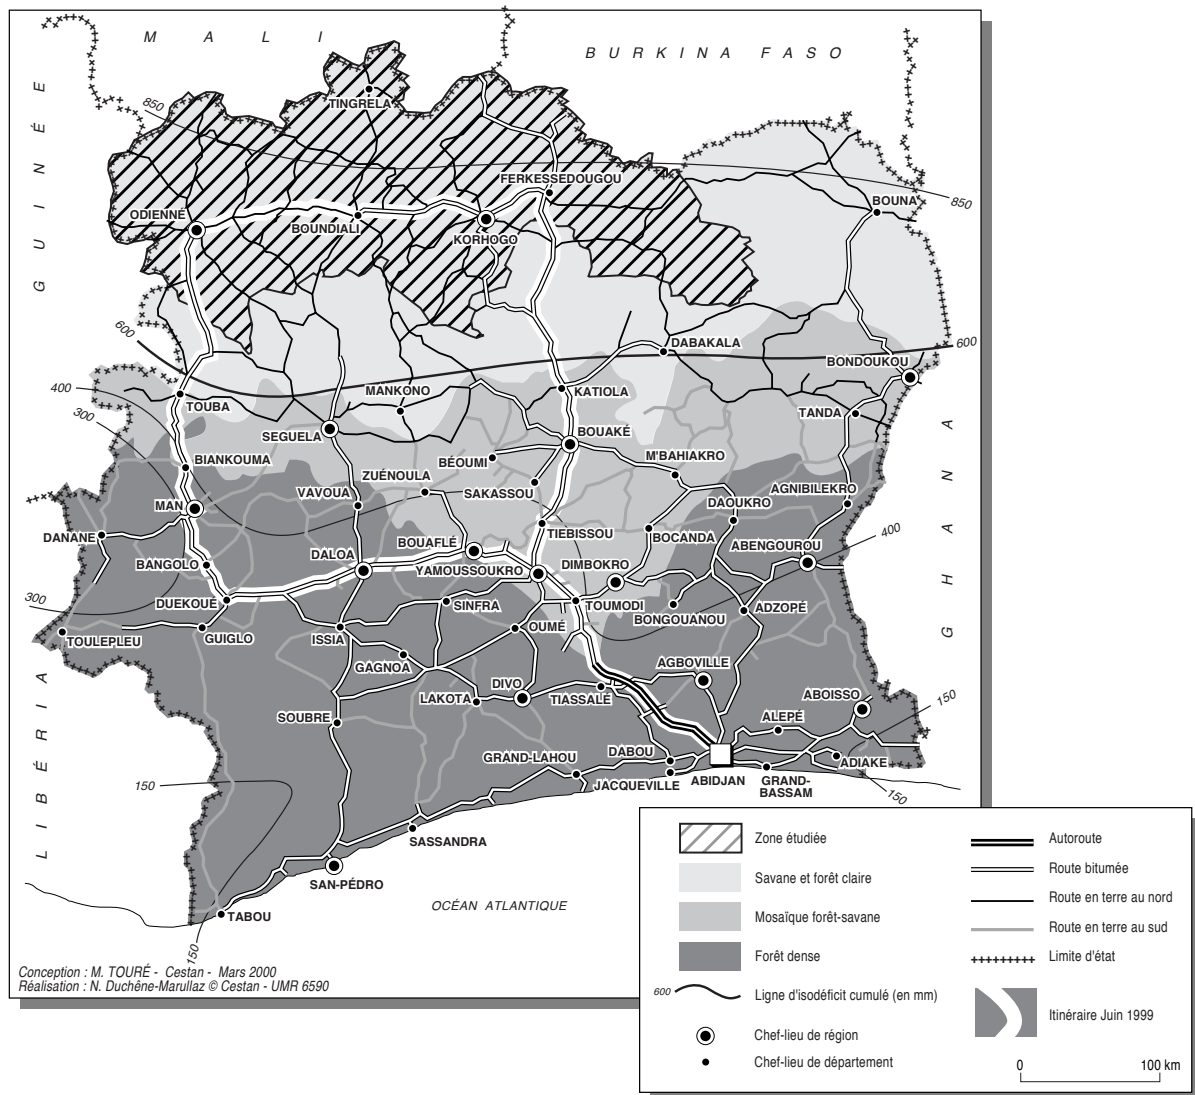 M A L I
BURKINA FASO
GUINÉE
850
TINGRELA
FERKESSEDOUGOU
ODIENNÉ
BOUNDIALI
KORHOGO
BOUNA
850
600
DABAKALA
600
BONDOUKOU
400
300
TOUBA
MANKONO
KATIOLA
TANDA
SEGUELA
BOUAKÉ
GHANA
BIANKOUMA
BÉOUMI
M'BAHIAKRO
ZUÉNOULA
SAKASSOU
VAVOUA
AGNIBILEKRO
MAN
DAOUKRO
DANANE
TIEBISSOU
BOCANDA
400
BOUAFLÉ
ABENGOUROU
DALOA
BANGOLO
YAMOUSSOUKRO
DIMBOKRO
300
DUEKOUÉ
SINFRA
TOUMODI
BONGOUANOU
ADZOPÉ
TOULEPLEU
GUIGLO
ISSIA
OUMÉ
GAGNOA
AGBOVILLE
LIBÉRIA
LAKOTA
DIVO
TIASSALÉ
ABOISSO
150
SOUBRE
ALEPÉ
GRAND-LAHOU
DABOU
ADIAKE
150
JACQUEVILLE
ABIDJAN
GRAND-
BASSAM
150
SASSANDRA
SAN-PÉDRO
OCÉAN ATLANTIQUE
TABOU
150
Conception : M. TOURÉ - Cestan - Mars 2000
Réalisation : N. Duchêne-Marullaz © Cestan - UMR 6590
Zone étudiée
Savane et forêt claire
Mosaïque forêt-savane
Forêt dense
600 Ligne d'isodéficit cumulé (en mm)
Chef-lieu de région
Chef-lieu de département
Autoroute
Route bitumée
Route en terre au nord
Route en terre au sud
Limite d'état
Itinéraire Juin 1999
0 100 km